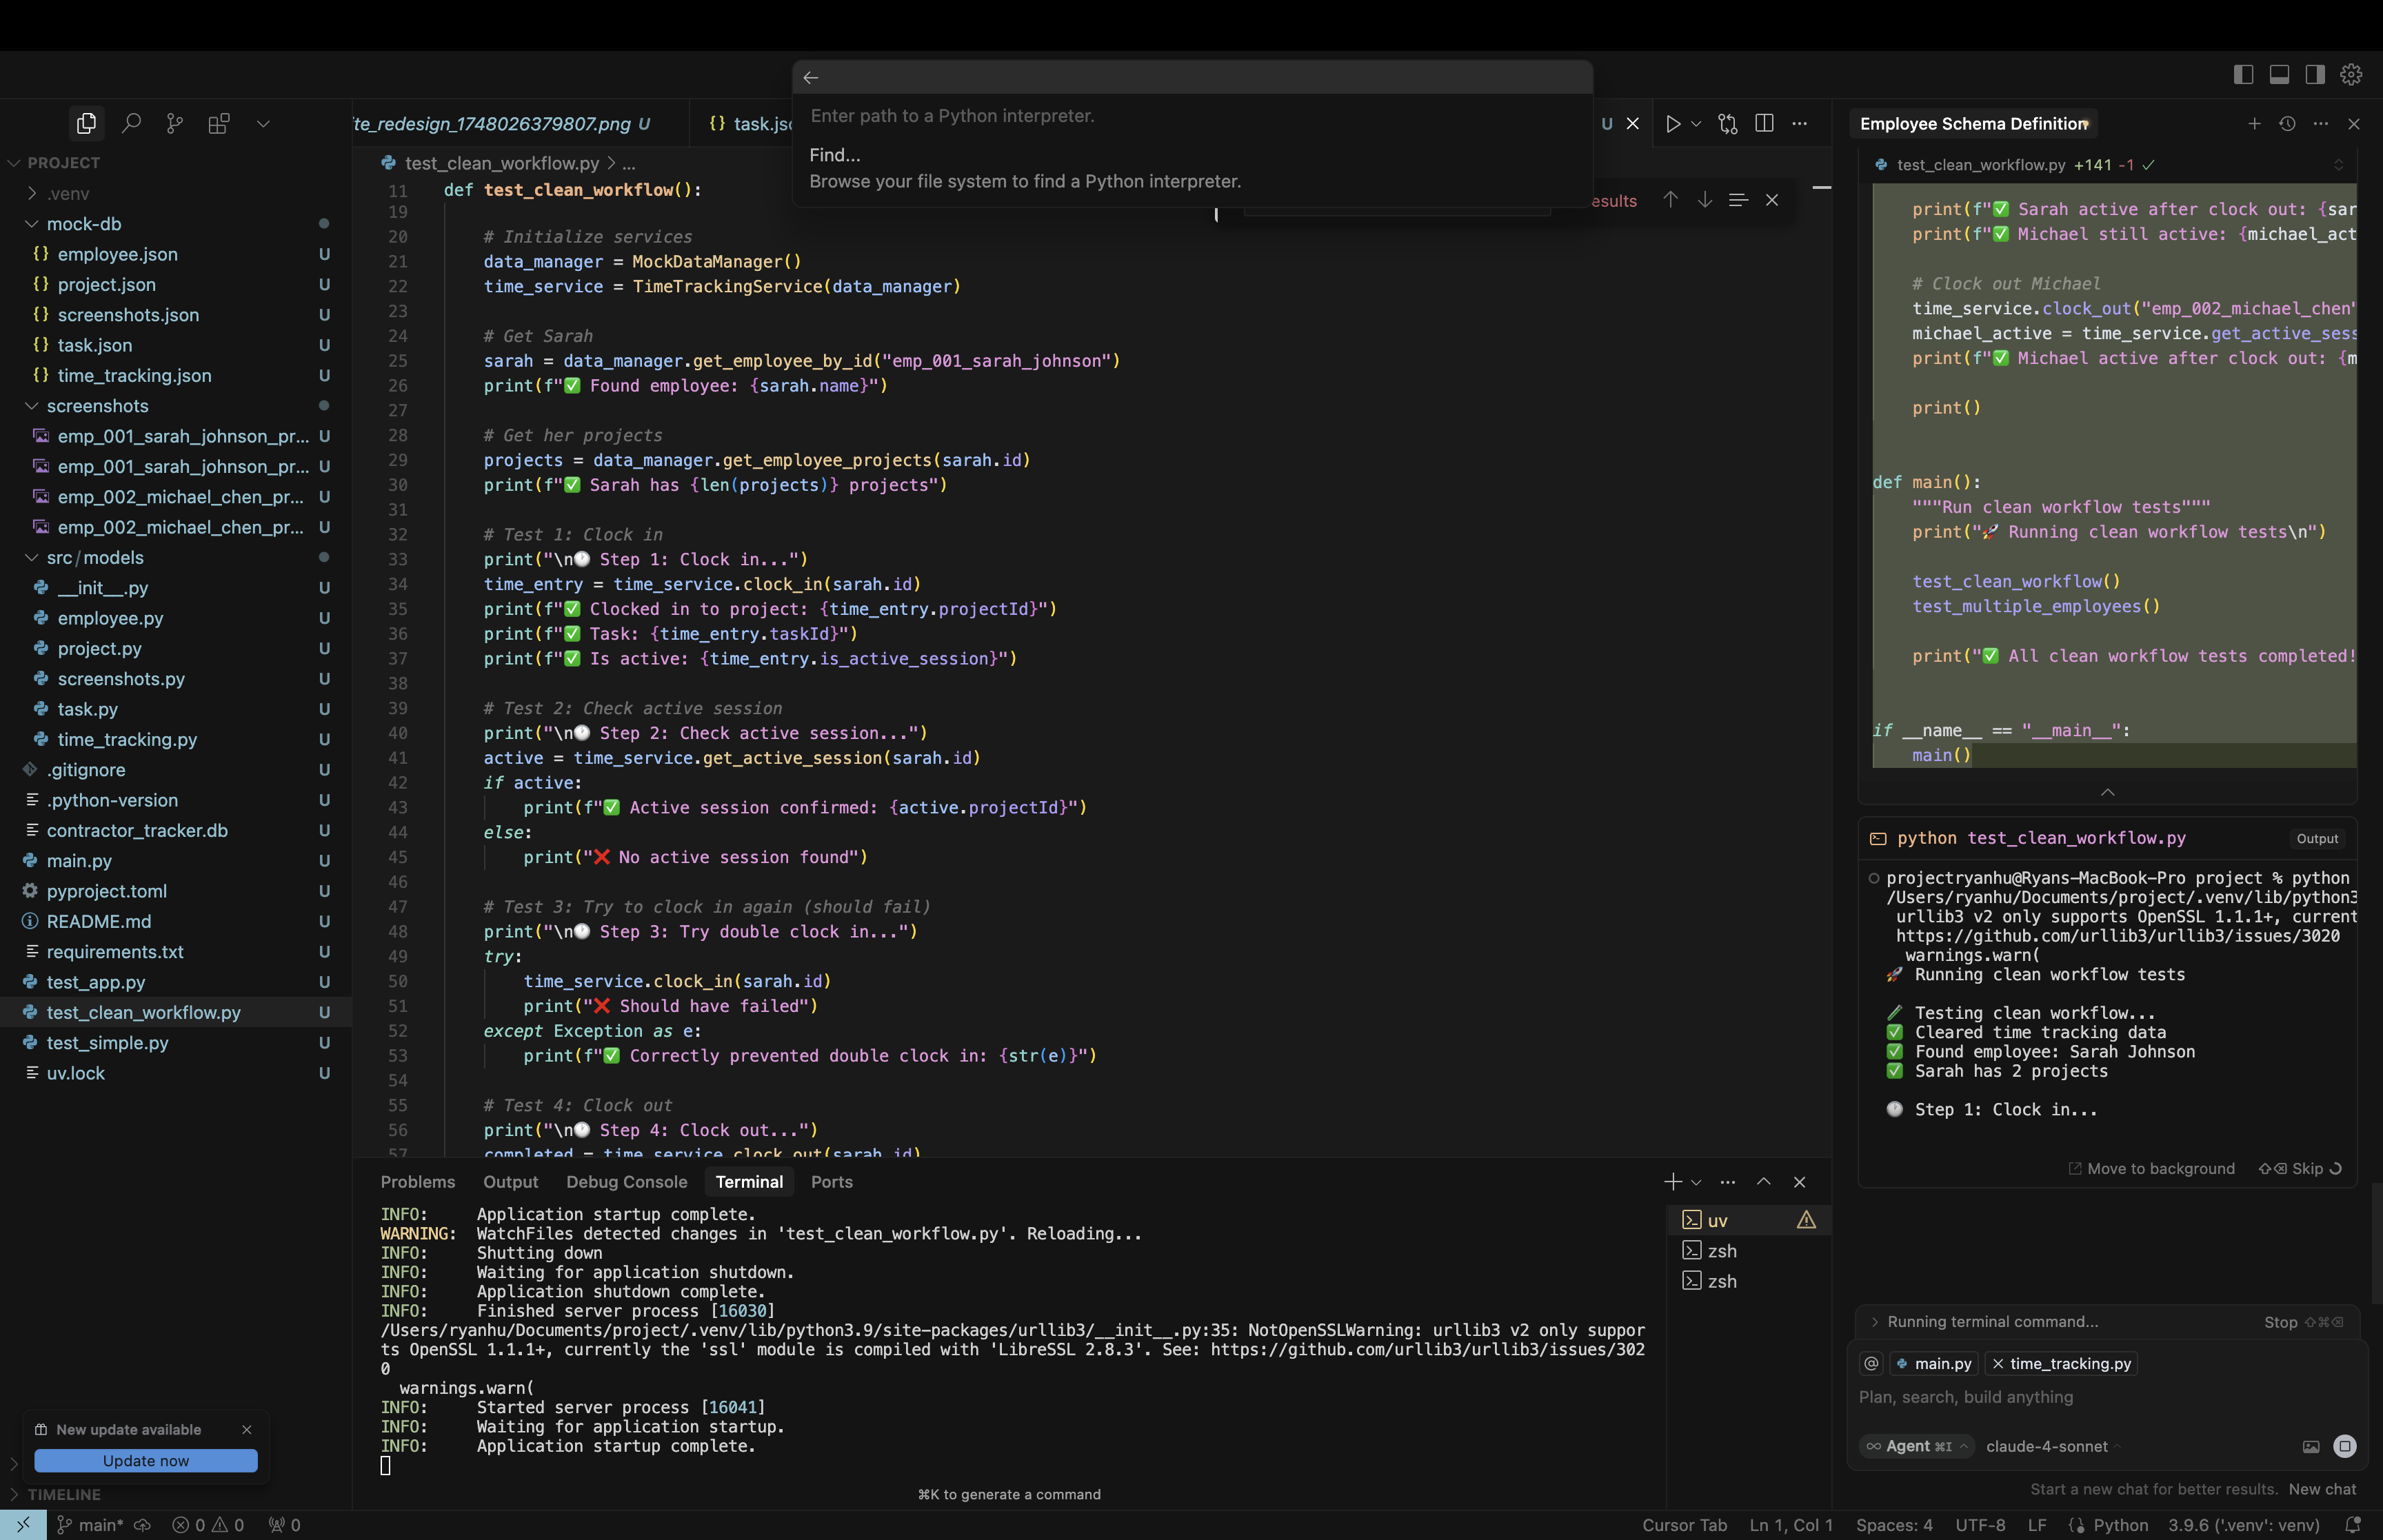 Enter path to a Python interpreter.
Find...
Browse your file system to find a Python interpreter.
te_redesign_1748026379807.png U
{} task.jsc
U
esults
test_clean_workflow.py > ...
PROJECT
.venv
mock-db
{} employee.json U
{} project.json U
{} screenshots.json U
{} task.json U
{} time_tracking.json U
screenshots
emp_001_sarah_johnson_pr... U
emp_001_sarah_johnson_pr... U
emp_002_michael_chen_pr... U
emp_002_michael_chen_pr... U
src/models
__init__.py U
employee.py U
project.py U
screenshots.py U
task.py U
time_tracking.py U
.gitignore U
.python-version U
contractor_tracker.db U
main.py U
pyproject.toml U
README.md U
requirements.txt U
test_app.py U
test_clean_workflow.py U
test_simple.py U
uv.lock U
New update available
Update now
TIMELINE
11 def test_clean_workflow():
19
20 # Initialize services
21 data_manager = MockDataManager()
22 time_service = TimeTrackingService(data_manager)
23
24 # Get Sarah
25 sarah = data_manager.get_employee_by_id("emp_001_sarah_johnson")
26 print(f"✅ Found employee: {sarah.name}")
27
28 # Get her projects
29 projects = data_manager.get_employee_projects(sarah.id)
30 print(f"✅ Sarah has {len(projects)} projects")
31
32 # Test 1: Clock in
33 print("\n🕐 Step 1: Clock in...")
34 time_entry = time_service.clock_in(sarah.id)
35 print(f"✅ Clocked in to project: {time_entry.projectId}")
36 print(f"✅ Task: {time_entry.taskId}")
37 print(f"✅ Is active: {time_entry.is_active_session}")
38
39 # Test 2: Check active session
40 print("\n🕐 Step 2: Check active session...")
41 active = time_service.get_active_session(sarah.id)
42 if active:
43 print(f"✅ Active session confirmed: {active.projectId}")
44 else:
45 print("❌ No active session found")
46
47 # Test 3: Try to clock in again (should fail)
48 print("\n🕐 Step 3: Try double clock in...")
49 try:
50 time_service.clock_in(sarah.id)
51 print("❌ Should have failed")
52 except Exception as e:
53 print(f"✅ Correctly prevented double clock in: {str(e)}")
54
55 # Test 4: Clock out
56 print("\n🕐 Step 4: Clock out...")
57 completed = time_service.clock_out(sarah.id)
Problems Output Debug Console Terminal Ports
INFO: Application startup complete.
WARNING: WatchFiles detected changes in 'test_clean_workflow.py'. Reloading...
INFO: Shutting down
INFO: Waiting for application shutdown.
INFO: Application shutdown complete.
INFO: Finished server process [16030]
/Users/ryanhu/Documents/project/.venv/lib/python3.9/site-packages/urllib3/__init__.py:35: NotOpenSSLWarning: urllib3 v2 only suppor
ts OpenSSL 1.1.1+, currently the 'ssl' module is compiled with 'LibreSSL 2.8.3'. See: https://github.com/urllib3/urllib3/issues/302
0
warnings.warn(
INFO: Started server process [16041]
INFO: Waiting for application startup.
INFO: Application startup complete.
⌘K to generate a command
uv
zsh
zsh
Employee Schema Definition
test_clean_workflow.py +141 -1
print(f"✅ Sarah active after clock out: {sar
print(f"✅ Michael still active: {michael_act
# Clock out Michael
time_service.clock_out("emp_002_michael_chen"
michael_active = time_service.get_active_sess
print(f"✅ Michael active after clock out: {m
print()
def main():
"""Run clean workflow tests"""
print("🚀 Running clean workflow tests\n")
test_clean_workflow()
test_multiple_employees()
print("✅ All clean workflow tests completed!
if __name__ == "__main__":
main()
python test_clean_workflow.py Output
projectryanhu@Ryans-MacBook-Pro project % python
/Users/ryanhu/Documents/project/.venv/lib/python3
urllib3 v2 only supports OpenSSL 1.1.1+, current
https://github.com/urllib3/urllib3/issues/3020
warnings.warn(
🚀 Running clean workflow tests
🧪 Testing clean workflow...
✅ Cleared time tracking data
✅ Found employee: Sarah Johnson
✅ Sarah has 2 projects
🕐 Step 1: Clock in...
Move to background ⇧⌫ Skip
Running terminal command... Stop ⇧⌘⌫
@ main.py × time_tracking.py
Plan, search, build anything
∞ Agent ⌘I claude-4-sonnet
Start a new chat for better results. New chat
main* 0 0 0
Cursor Tab Ln 1, Col 1 Spaces: 4 UTF-8 LF Python 3.9.6 ('.venv': venv)